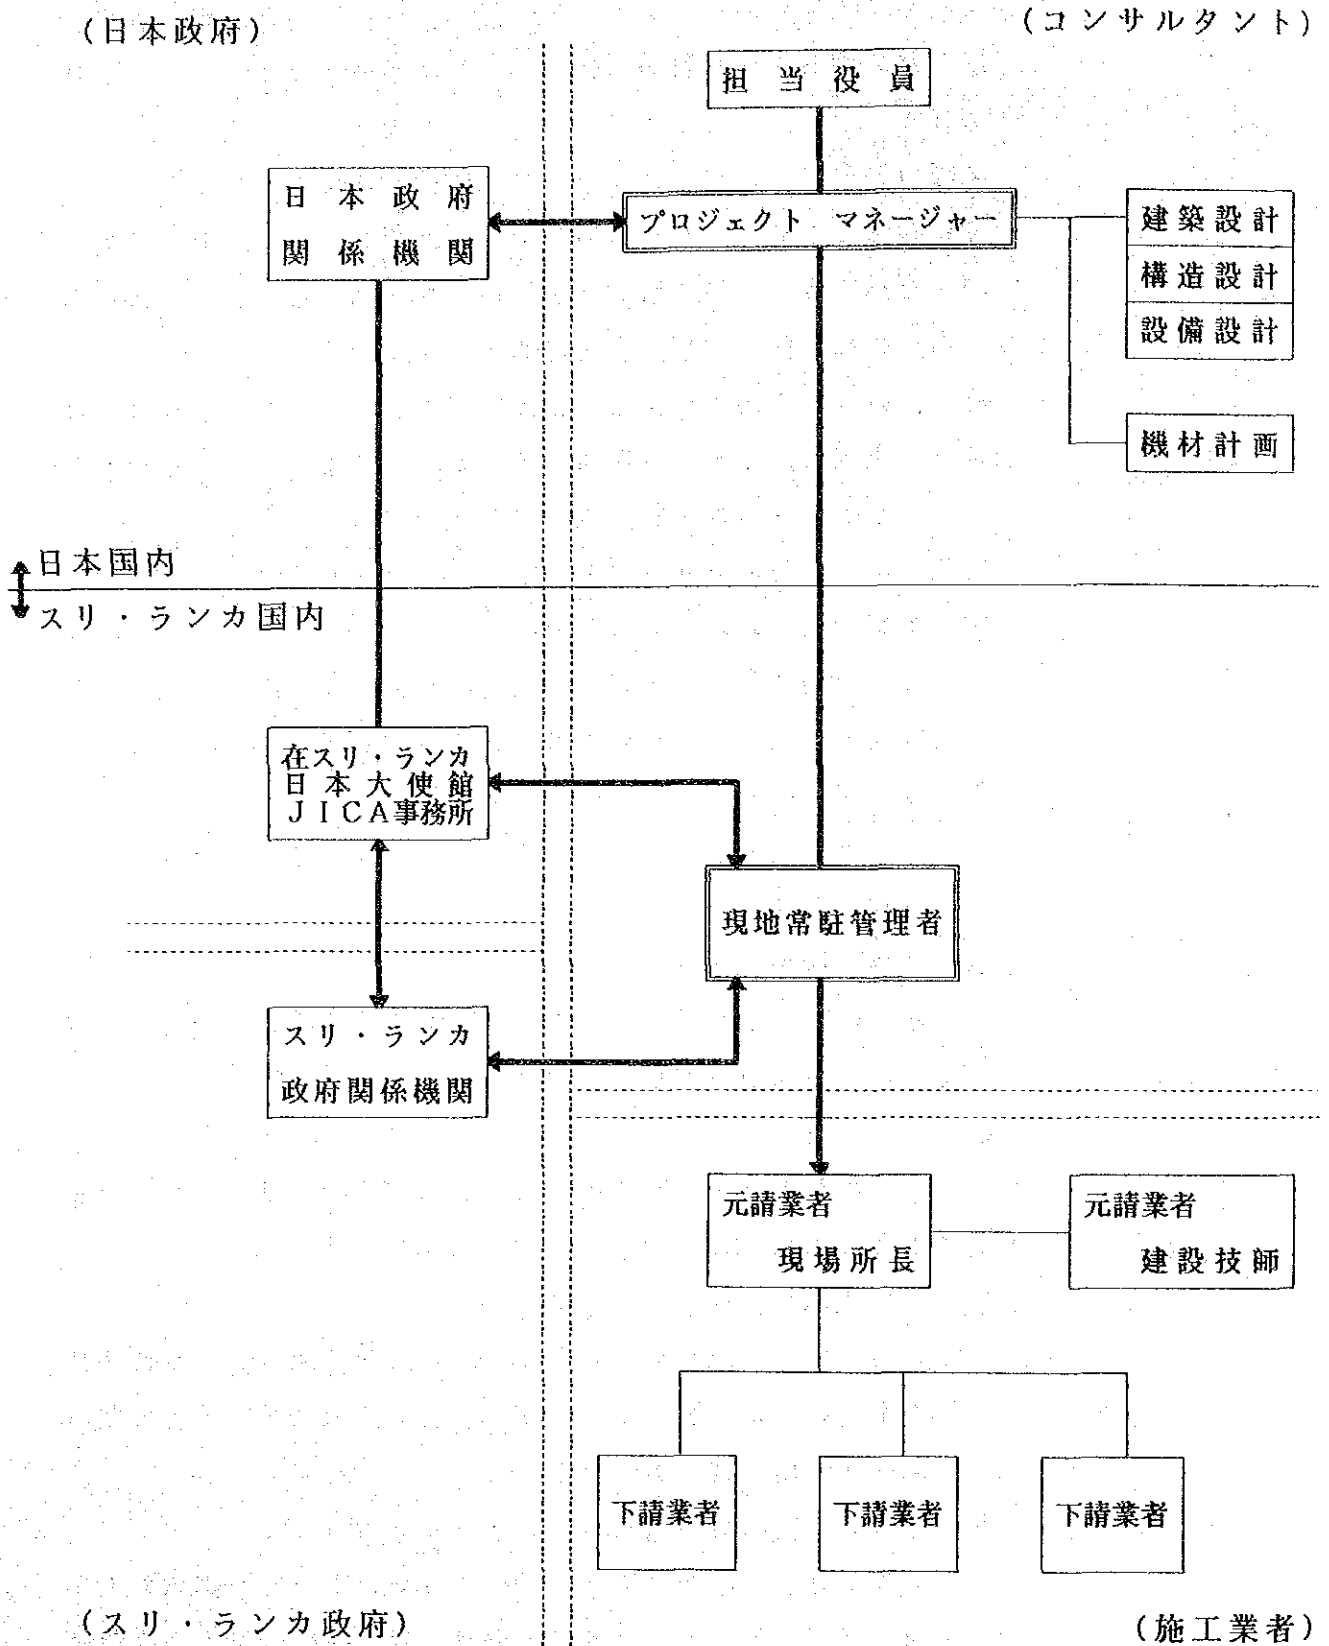 (日本政府)
(コンサルタント)
担当役員
日本政府
関係機関
プロジェクト マネージャー
建築設計
構造設計
設備設計
機材計画
日本国内
スリ・ランカ国内
在スリ・ランカ
日本大使館
JICA事務所
現地常駐管理者
スリ・ランカ
政府関係機関
元請業者
現場所長
元請業者
建設技師
下請業者
下請業者
下請業者
(スリ・ランカ政府)
(施工業者)